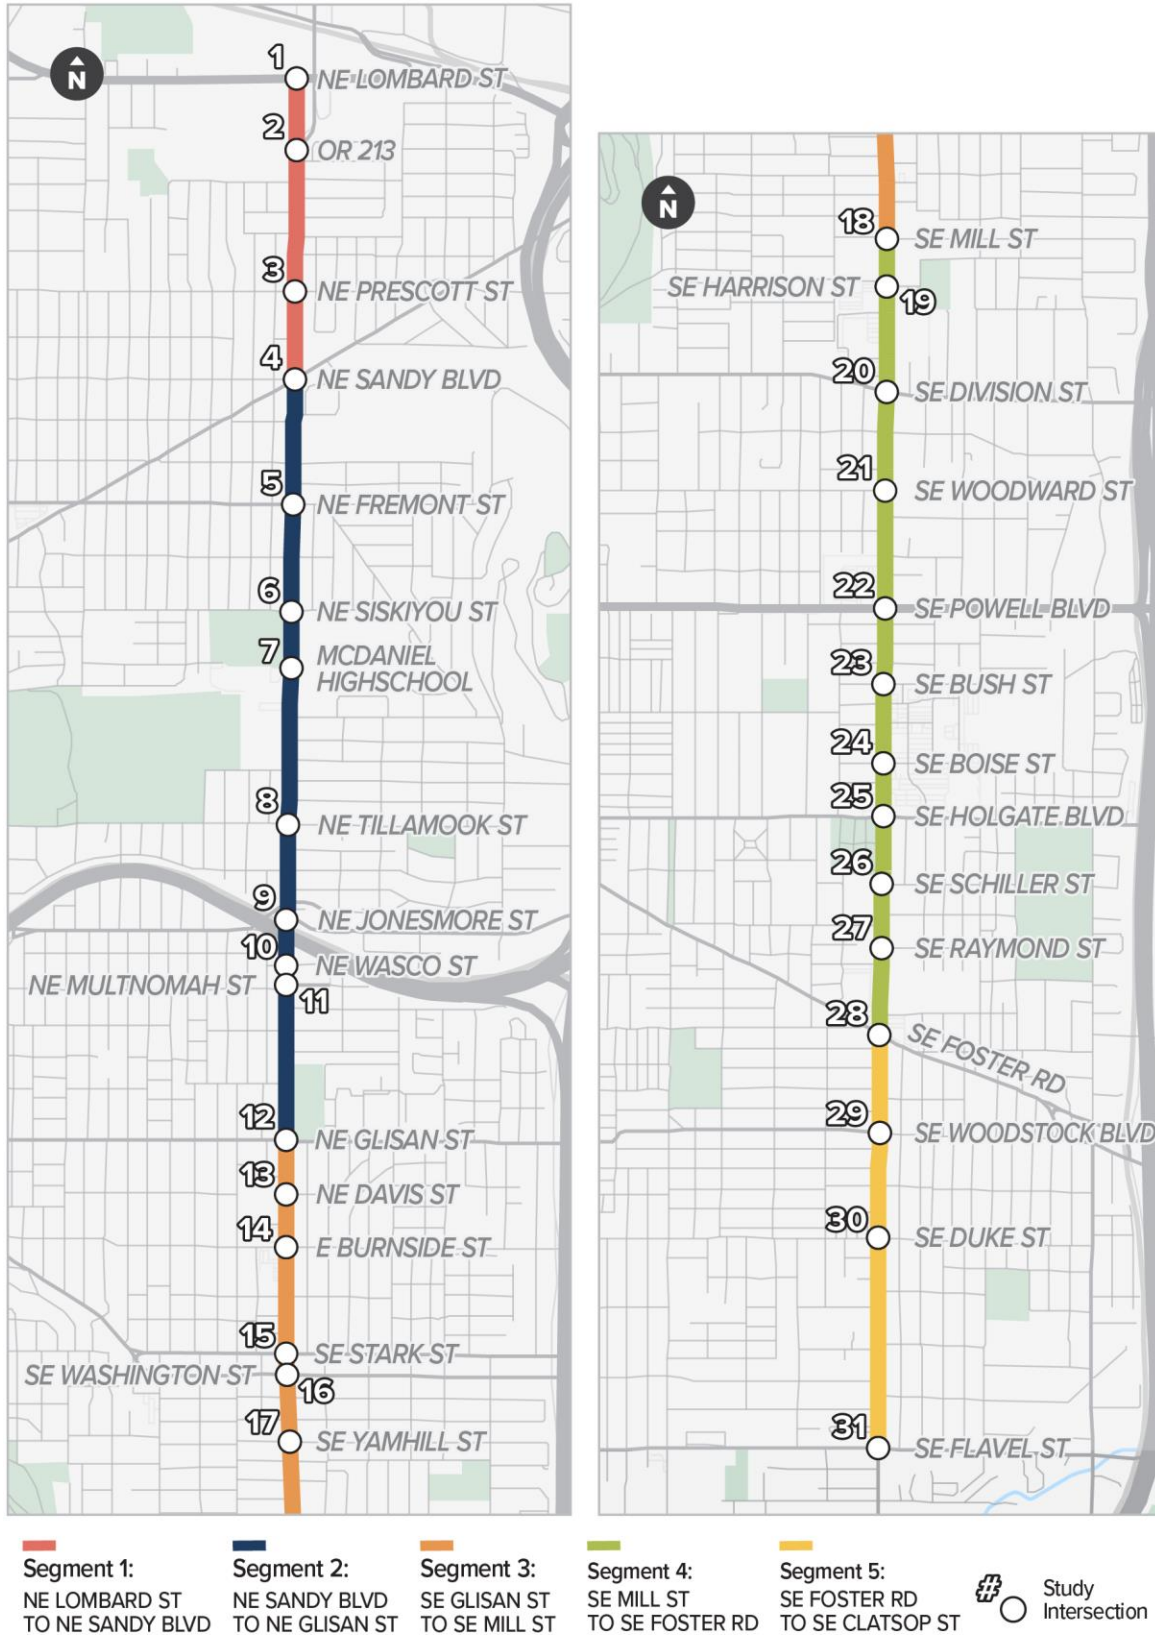 N
1
NE LOMBARD ST
2
OR 213
3
NE PRESCOTT ST
4
NE SANDY BLVD
5
NE FREMONT ST
6
NE SISKIYOU ST
7
MCDANIEL
HIGHSCHOOL
8
NE TILLAMOOK ST
9
NE JONESMORE ST
10
NE WASCO ST
NE MULTNOMAH ST
11
12
NE GLISAN ST
13
NE DAVIS ST
14
E BURNSIDE ST
15
SE STARK ST
SE WASHINGTON ST
16
17
SE YAMHILL ST
N
18
SE MILL ST
SE HARRISON ST
19
20
SE DIVISION ST
21
SE WOODWARD ST
22
SE POWELL BLVD
23
SE BUSH ST
24
SE BOISE ST
25
SE HOLGATE BLVD
26
SE SCHILLER ST
27
SE RAYMOND ST
28
SE FOSTER RD
29
SE WOODSTOCK BLVD
30
SE DUKE ST
31
SE FLAVEL ST
Segment 1:
NE LOMBARD ST
TO NE SANDY BLVD
Segment 2:
NE SANDY BLVD
TO NE GLISAN ST
Segment 3:
SE GLISAN ST
TO SE MILL ST
Segment 4:
SE MILL ST
TO SE FOSTER RD
Segment 5:
SE FOSTER RD
TO SE CLATSOP ST
#
Study
Intersection